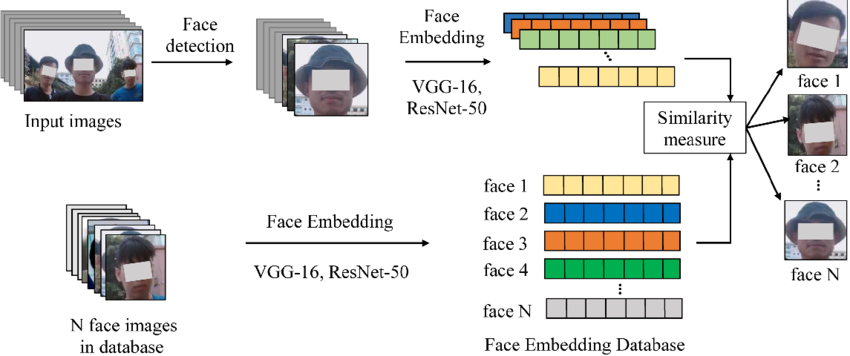 Face
detection
Face
Embedding
VGG-16,
ResNet-50
Input images
Similarity
measure
face 1
face 2
face N
Face Embedding
VGG-16, ResNet-50
N face images
in database
face 1
face 2
face 3
face 4
face N
Face Embedding Database